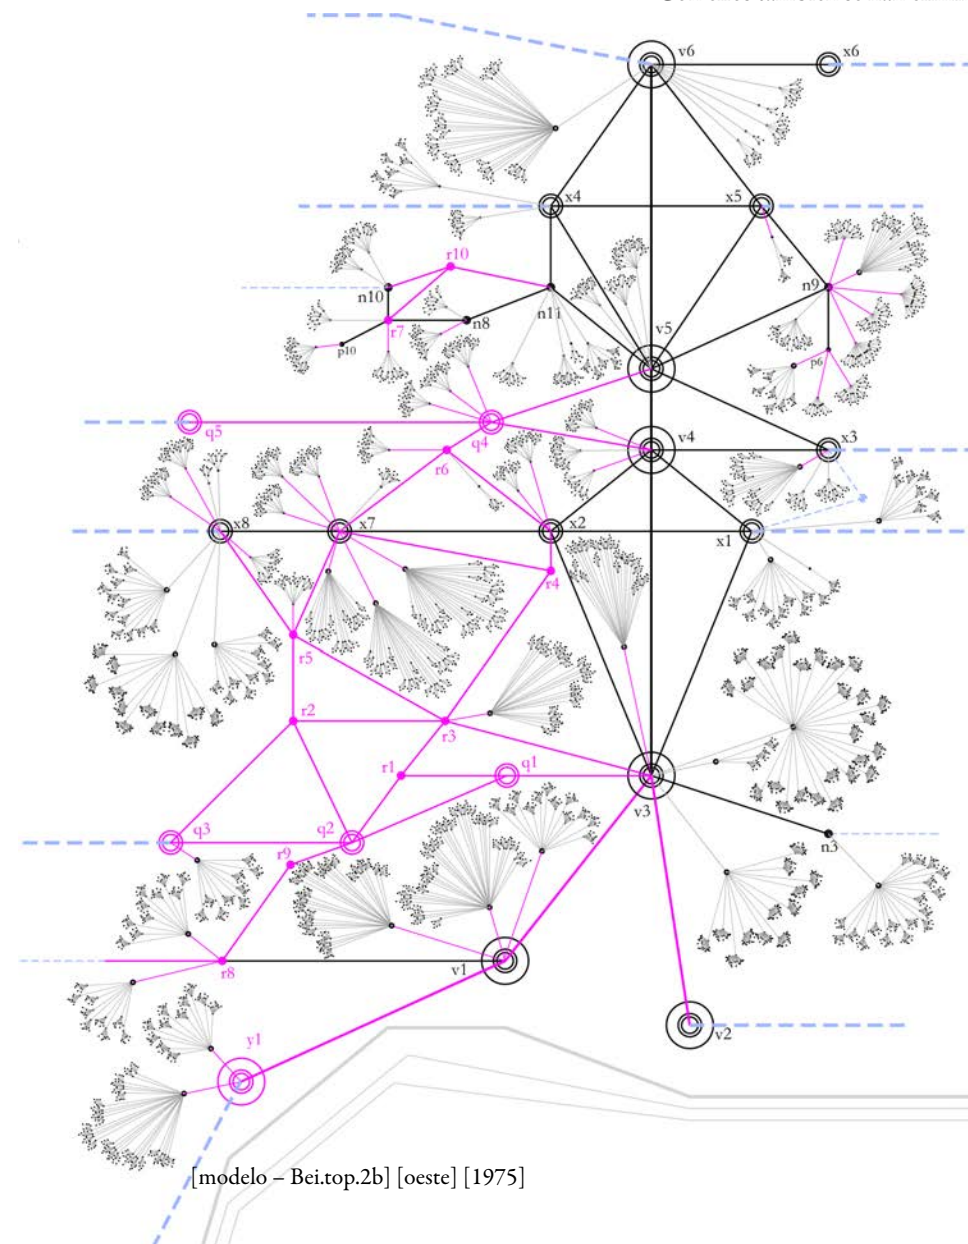 v6
x6
x4
x5
r10
n10
n9
n11
r7
n8
v5
p10
p6
q5
q4
v4
x3
r6
x8
x7
x2
x1
r4
r5
r2
r3
r1
q1
v3
q3
q2
n3
r9
v1
r8
v2
y1
[modelo – Bei.top.2b] [oeste] [1975]